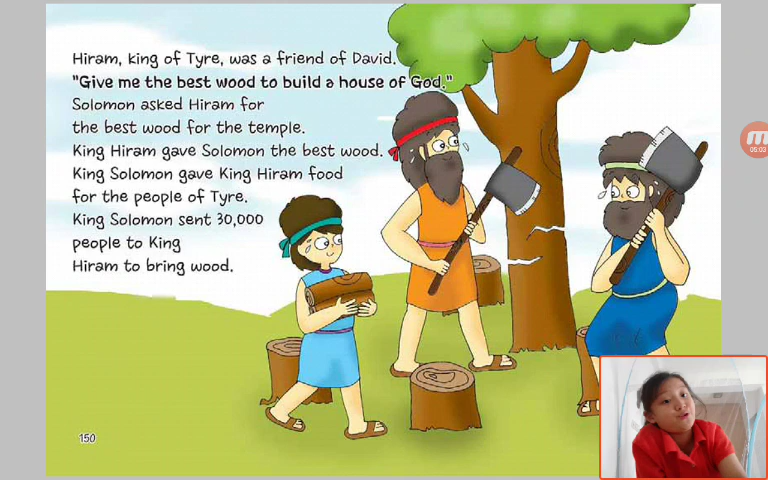 Hiram, king of Tyre, was a friend of David.
"Give me the best wood to build a house of God."
Solomon asked Hiram for
the best wood for the temple.
King Hiram gave Solomon the best wood.
King Solomon gave King Hiram food
for the people of Tyre.
King Solomon sent 30,000
people to King
Hiram to bring wood.
150
05:03